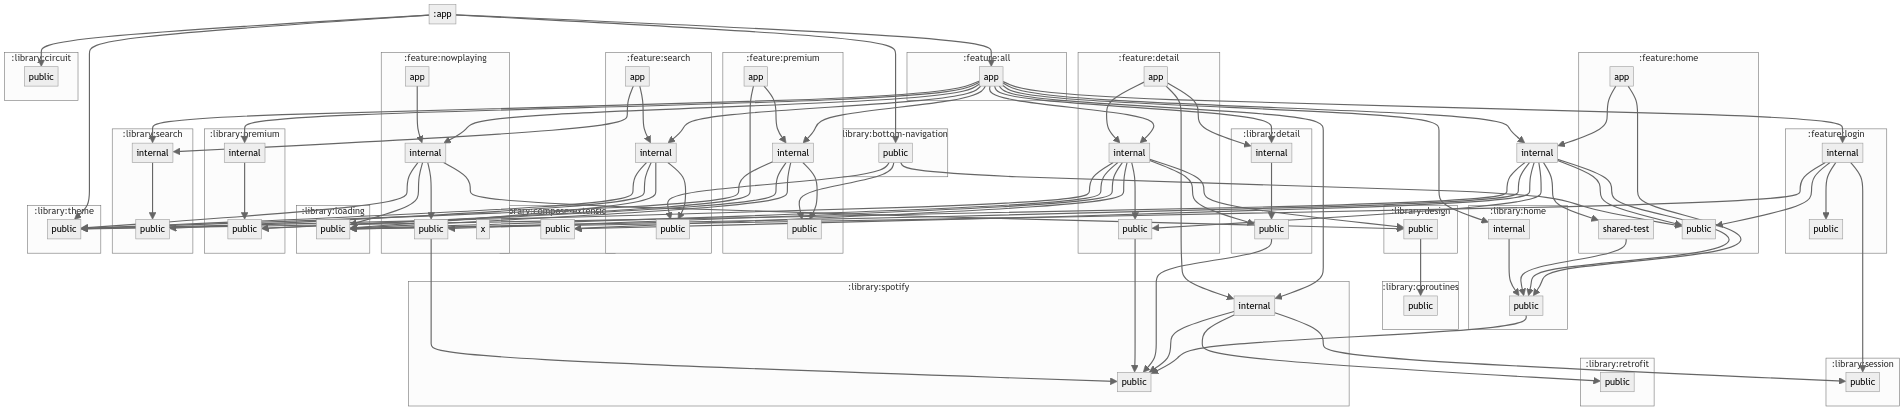 :app
:library:circuit
:feature:nowplaying
:feature:search
:feature:premium
:feature:all
:feature:detail
:feature:home
public
app
app
app
app
app
app
:library:search
:library:premium
:library:bottom-navigation
:library:detail
:feature:login
internal
internal
internal
internal
internal
public
internal
internal
internal
internal
:library:theme
:library:loading
:library:design
:library:home
public
public
public
public
public
x
public
public
public
public
public
public
internal
shared-test
public
public
:library:spotify
:library:coroutines
internal
public
public
:library:retrofit
:library:session
public
public
public